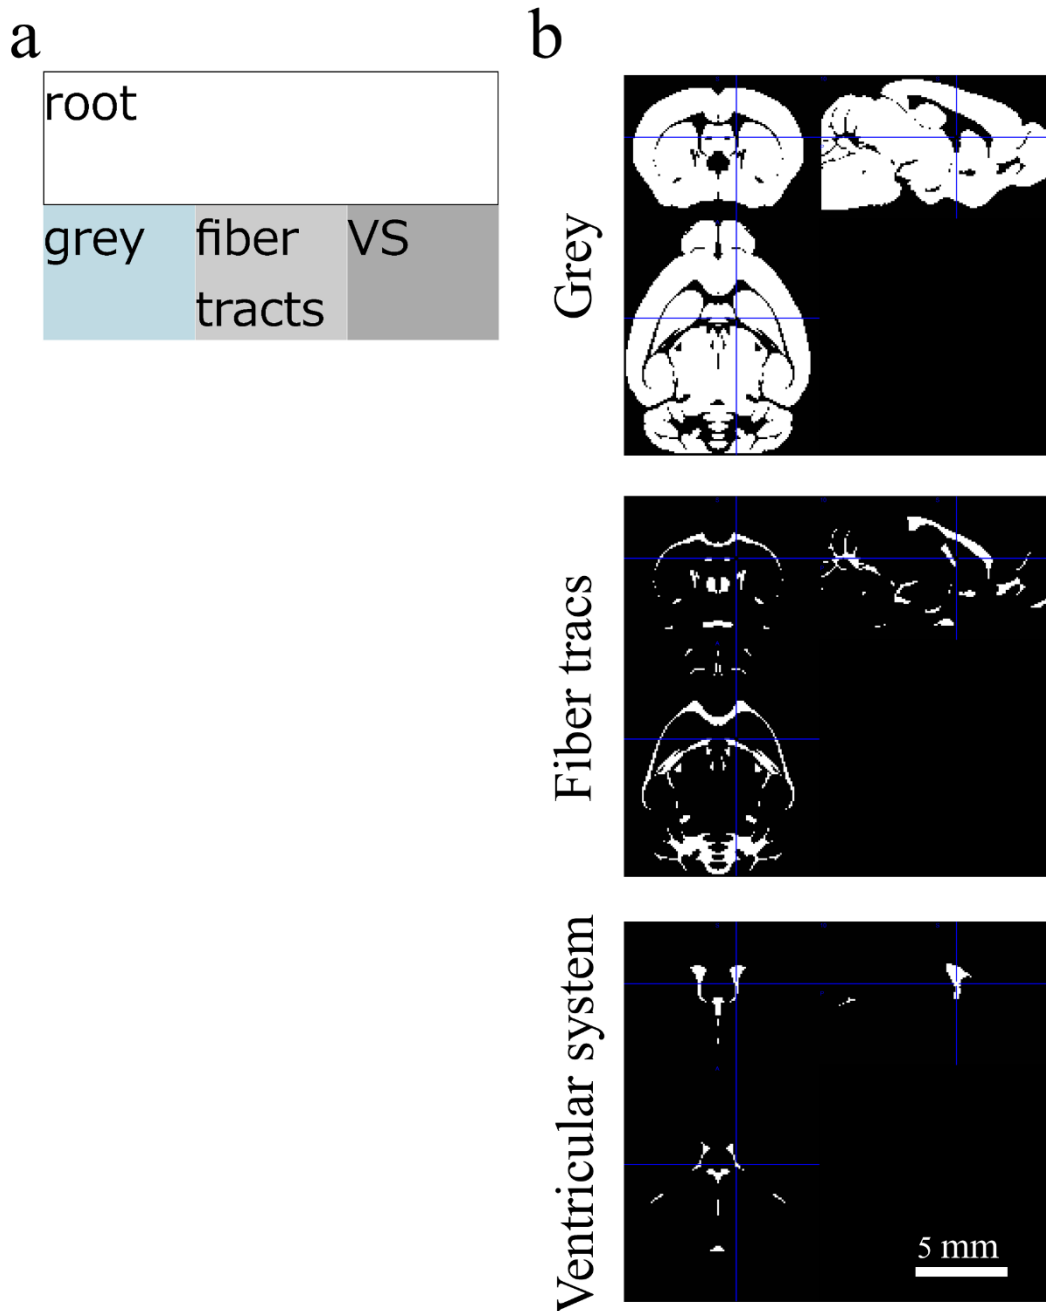 a
root
grey
fiber
tracts
VS
b
Grey
Fiber tracs
Ventricular system
5 mm